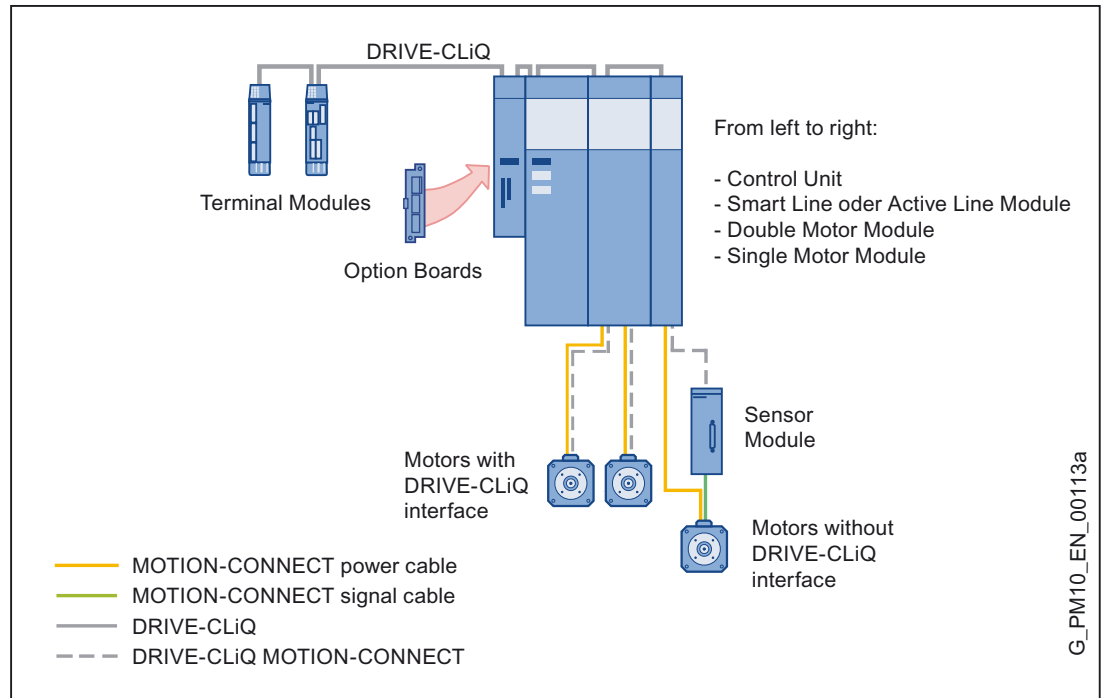 DRIVE-CLiQ
From left to right:
- Control Unit
- Smart Line oder Active Line Module
- Double Motor Module
- Single Motor Module
Terminal Modules
Option Boards
Sensor
Module
Motors with
DRIVE-CLiQ
interface
Motors without
DRIVE-CLiQ
interface
MOTION-CONNECT power cable
MOTION-CONNECT signal cable
DRIVE-CLiQ
DRIVE-CLiQ MOTION-CONNECT
G_PM10_EN_00113a